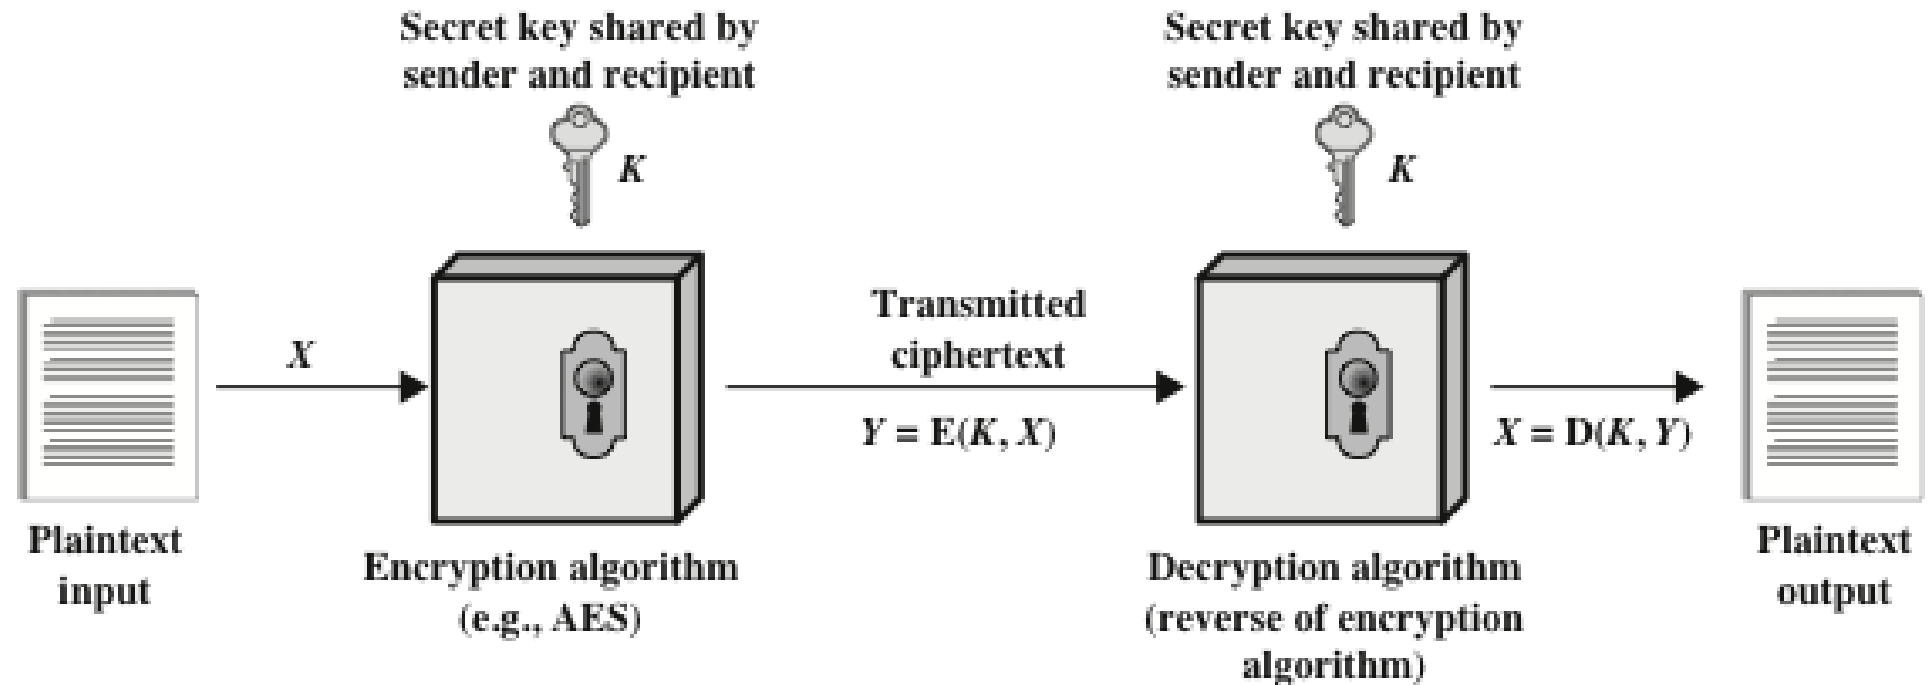 Secret key shared by
sender and recipient
K
Secret key shared by
sender and recipient
K
X
Transmitted
ciphertext
Y = E(K, X)
X = D(K, Y)
Plaintext
input
Encryption algorithm
(e.g., AES)
Decryption algorithm
(reverse of encryption
algorithm)
Plaintext
output